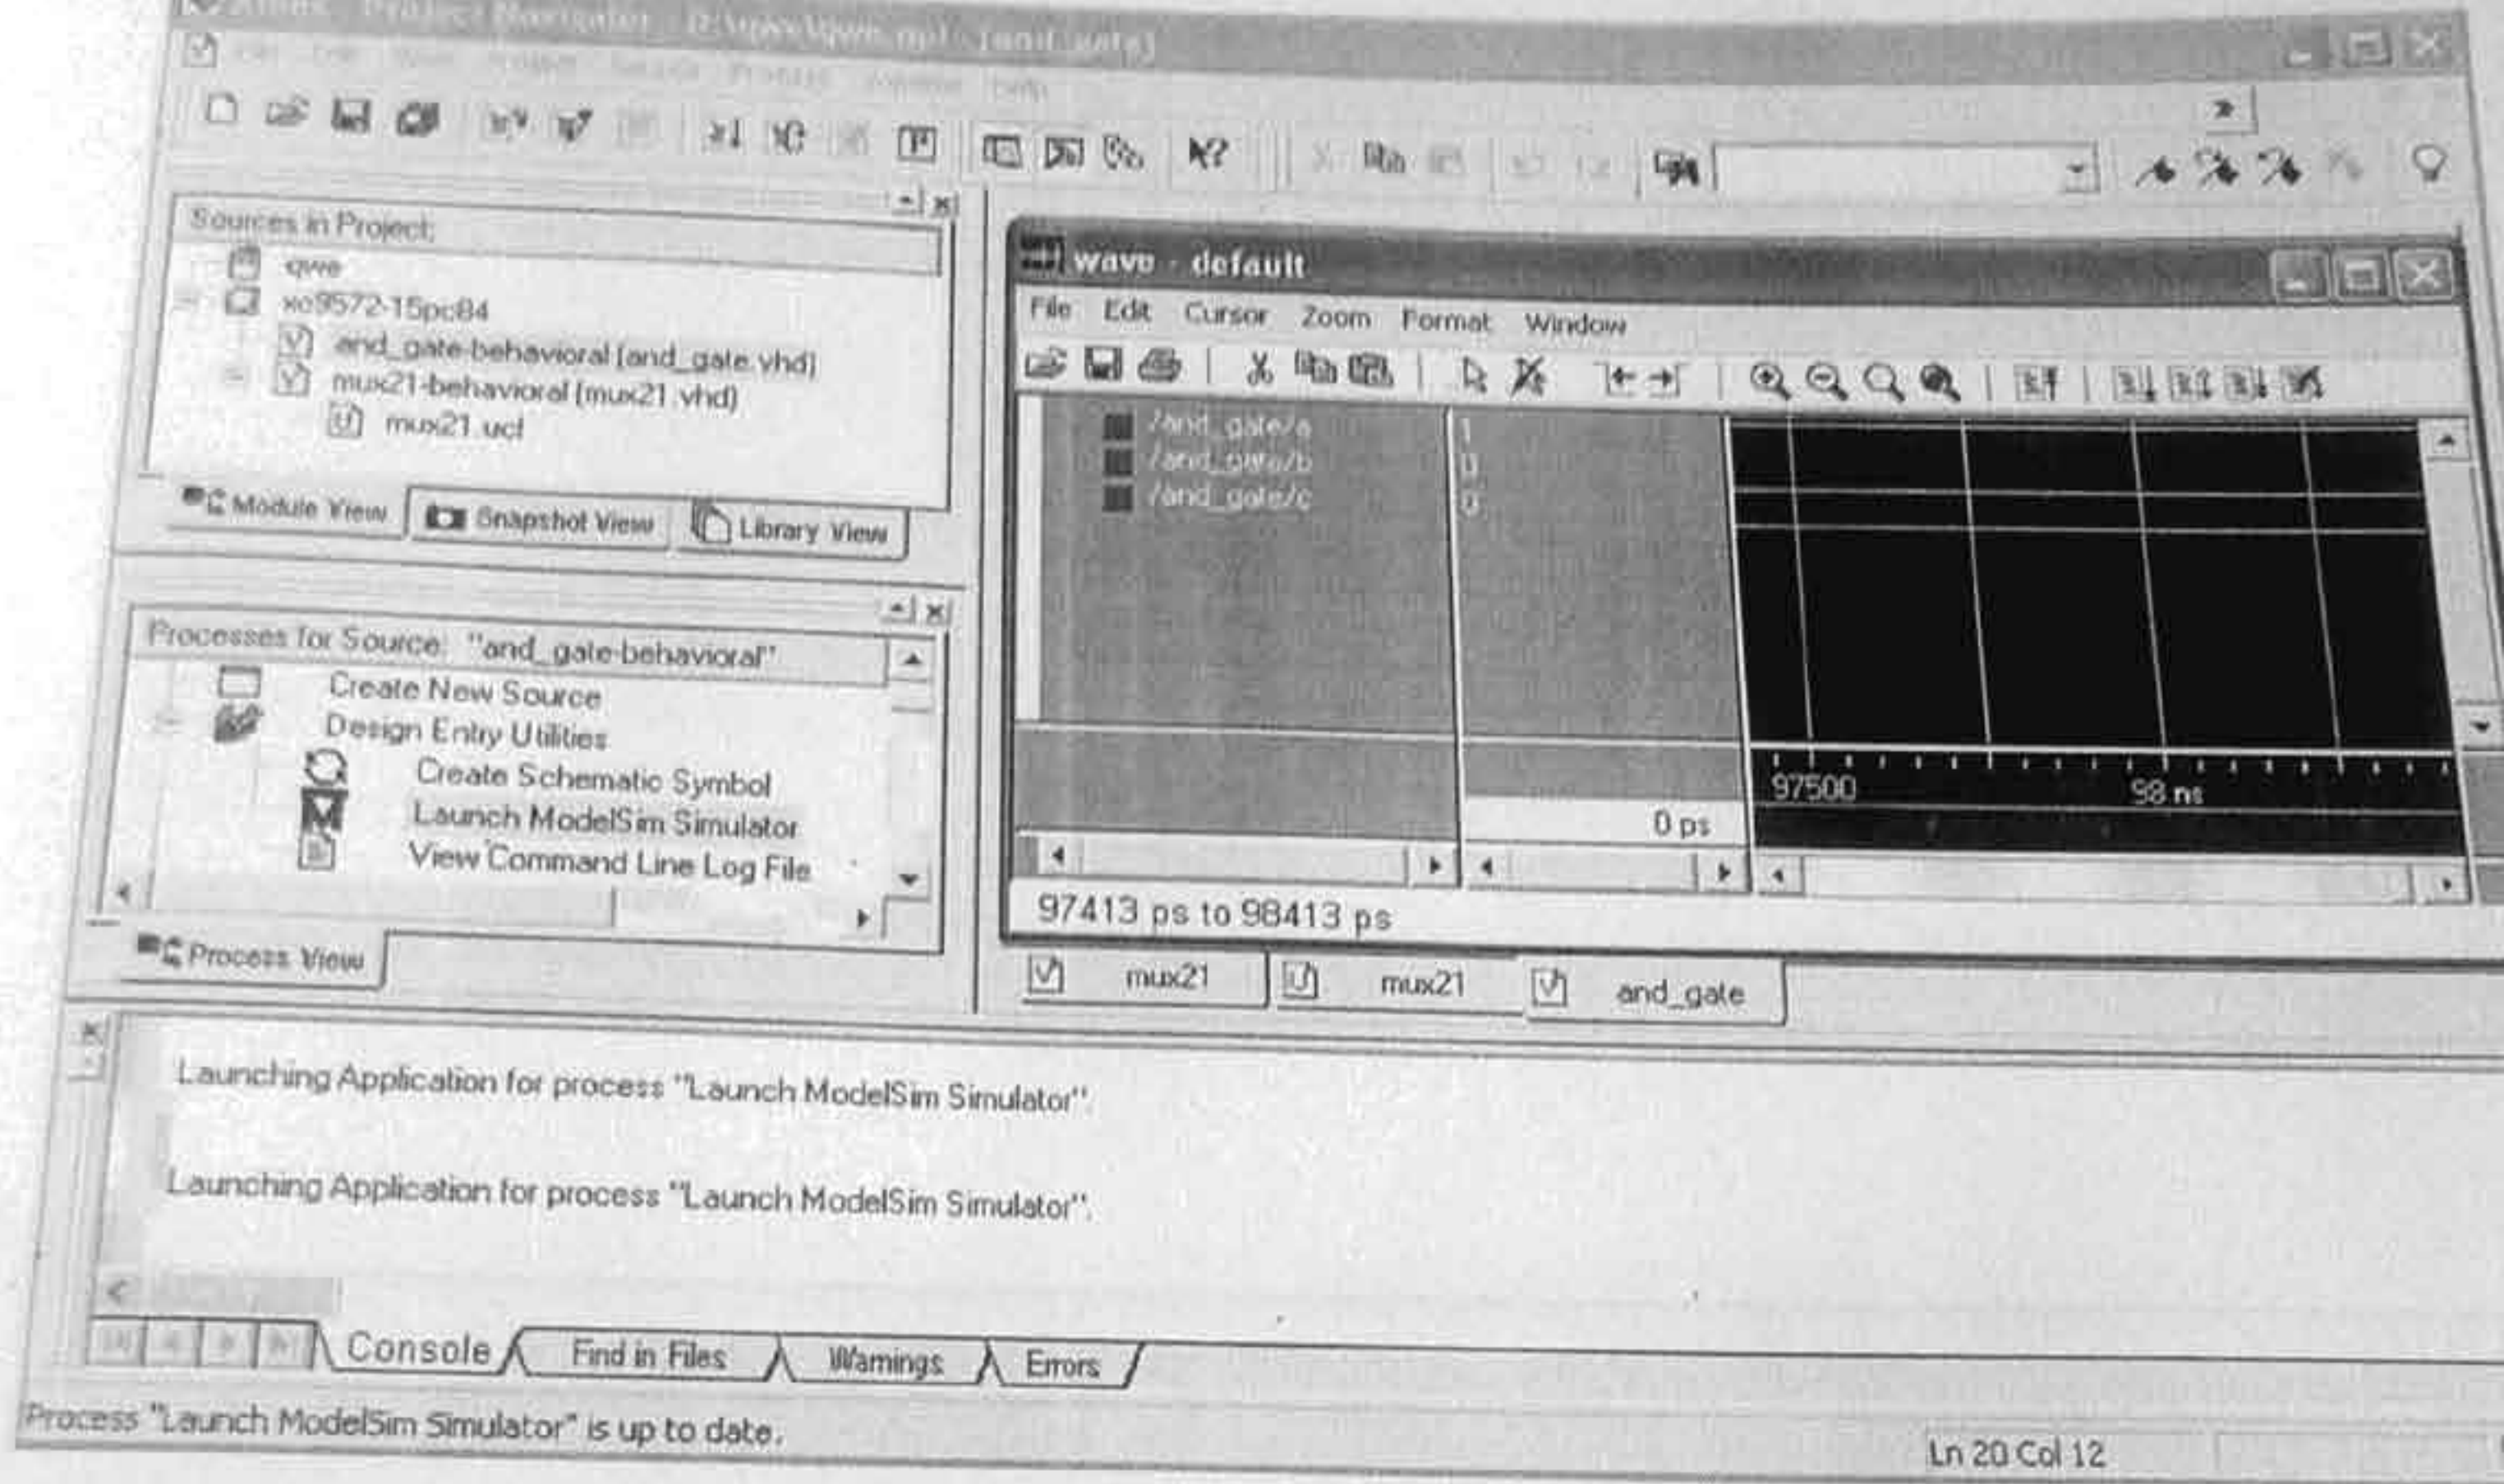 Project Navigator - [and_gate]
Sources in Project:
qwe
xc9572-15pc84
and_gate-behavioral (and_gate.vhd)
mux21-behavioral (mux21.vhd)
mux21.ucf
Module View
Snapshot View
Library View
Processes for Source: "and_gate-behavioral"
Create New Source
Design Entry Utilities
Create Schematic Symbol
Launch ModelSim Simulator
View Command Line Log File
Process View
wave - default
File Edit Cursor Zoom Format Window
/and_gate/a 1
/and_gate/b 0
/and_gate/c 0
97500 98 ns
0 ps
97413 ps to 98413 ps
mux21 mux21 and_gate
Launching Application for process "Launch ModelSim Simulator".
Launching Application for process "Launch ModelSim Simulator".
Console Find in Files Warnings Errors
Process "Launch ModelSim Simulator" is up to date.
Ln 20 Col 12